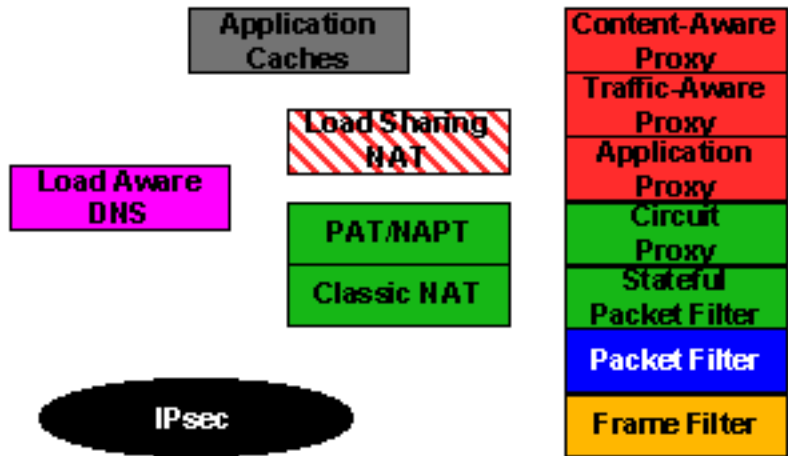 Application
Caches
Content-Aware
Proxy
Traffic-Aware
Proxy
Load Sharing
NAT
Application
Proxy
Load Aware
DNS
PAT/NAPT
Circuit
Proxy
Classic NAT
Stateful
Packet Filter
Packet Filter
IPsec
Frame Filter